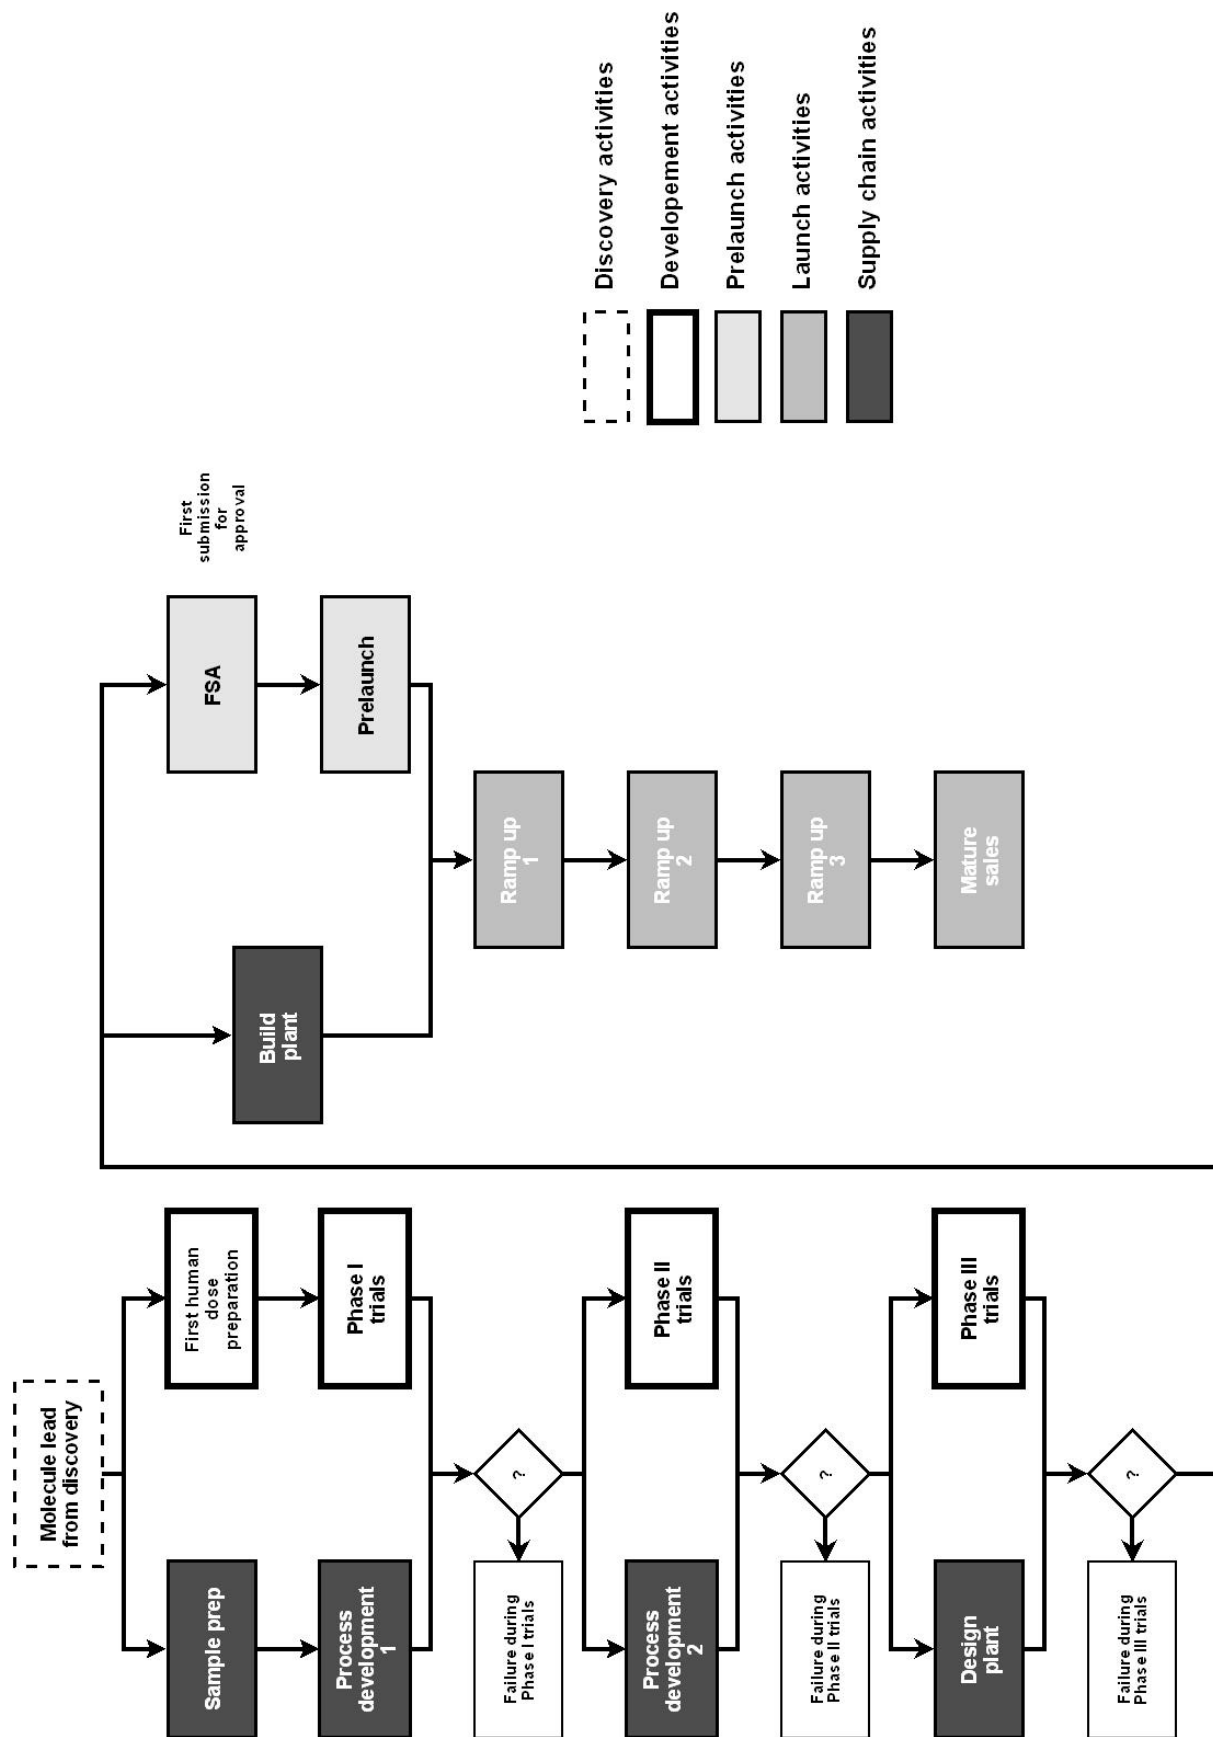 Molecule lead
from discovery
Sample prep
First human
dose
preparation
Process
development
1
Phase I
trials
?
Failure during
Phase I trials
Process
development
2
Phase II
trials
?
Failure during
Phase II trials
Design
plant
Phase III
trials
?
Failure during
Phase III trials
Build
plant
FSA
First
submission
for
approval
Prelaunch
Ramp up
1
Ramp up
2
Ramp up
3
Mature
sales
Discovery activities
Developement activities
Prelaunch activities
Launch activities
Supply chain activities